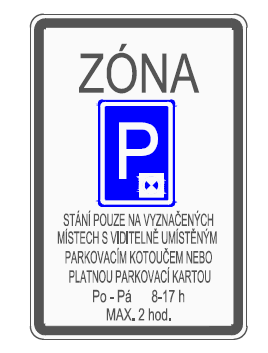 ZÓNA
P
STÁNÍ POUZE NA VYZNAČENÝCH
MÍSTECH S VIDITELNĚ UMÍSTĚNÝM
PARKOVACÍM KOTOUČEM NEBO
PLATNOU PARKOVACÍ KARTOU
Po - Pá 8-17 h
MAX. 2 hod.